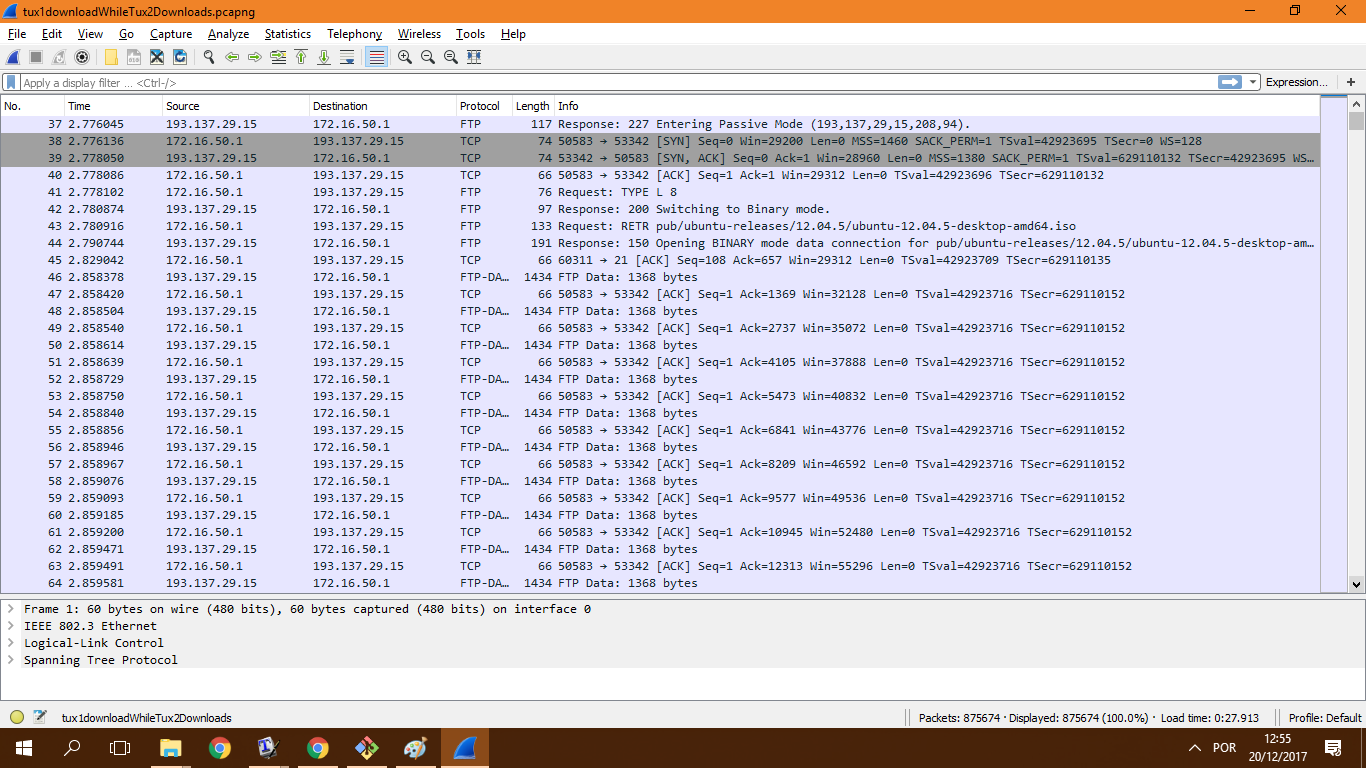 tux1downloadWhileTux2Downloads.pcapng
File Edit View Go Capture Analyze Statistics Telephony Wireless Tools Help
Apply a display filter ... <Ctrl-/> Expression... +
No. Time Source Destination Protocol Length Info
37 2.776045 193.137.29.15 172.16.50.1 FTP 117 Response: 227 Entering Passive Mode (193,137,29,15,208,94).
38 2.776136 172.16.50.1 193.137.29.15 TCP 74 50583 → 53342 [SYN] Seq=0 Win=29200 Len=0 MSS=1460 SACK_PERM=1 TSval=42923695 TSecr=0 WS=128
39 2.778050 193.137.29.15 172.16.50.1 TCP 74 53342 → 50583 [SYN, ACK] Seq=0 Ack=1 Win=28960 Len=0 MSS=1380 SACK_PERM=1 TSval=629110132 TSecr=42923695 WS…
40 2.778086 172.16.50.1 193.137.29.15 TCP 66 50583 → 53342 [ACK] Seq=1 Ack=1 Win=29312 Len=0 TSval=42923696 TSecr=629110132
41 2.778102 172.16.50.1 193.137.29.15 FTP 76 Request: TYPE L 8
42 2.780874 193.137.29.15 172.16.50.1 FTP 97 Response: 200 Switching to Binary mode.
43 2.780916 172.16.50.1 193.137.29.15 FTP 133 Request: RETR pub/ubuntu-releases/12.04.5/ubuntu-12.04.5-desktop-amd64.iso
44 2.790744 193.137.29.15 172.16.50.1 FTP 191 Response: 150 Opening BINARY mode data connection for pub/ubuntu-releases/12.04.5/ubuntu-12.04.5-desktop-am…
45 2.829042 172.16.50.1 193.137.29.15 TCP 66 60311 → 21 [ACK] Seq=108 Ack=657 Win=29312 Len=0 TSval=42923709 TSecr=629110135
46 2.858378 193.137.29.15 172.16.50.1 FTP-DA… 1434 FTP Data: 1368 bytes
47 2.858420 172.16.50.1 193.137.29.15 TCP 66 50583 → 53342 [ACK] Seq=1 Ack=1369 Win=32128 Len=0 TSval=42923716 TSecr=629110152
48 2.858504 193.137.29.15 172.16.50.1 FTP-DA… 1434 FTP Data: 1368 bytes
49 2.858540 172.16.50.1 193.137.29.15 TCP 66 50583 → 53342 [ACK] Seq=1 Ack=2737 Win=35072 Len=0 TSval=42923716 TSecr=629110152
50 2.858614 193.137.29.15 172.16.50.1 FTP-DA… 1434 FTP Data: 1368 bytes
51 2.858639 172.16.50.1 193.137.29.15 TCP 66 50583 → 53342 [ACK] Seq=1 Ack=4105 Win=37888 Len=0 TSval=42923716 TSecr=629110152
52 2.858729 193.137.29.15 172.16.50.1 FTP-DA… 1434 FTP Data: 1368 bytes
53 2.858750 172.16.50.1 193.137.29.15 TCP 66 50583 → 53342 [ACK] Seq=1 Ack=5473 Win=40832 Len=0 TSval=42923716 TSecr=629110152
54 2.858840 193.137.29.15 172.16.50.1 FTP-DA… 1434 FTP Data: 1368 bytes
55 2.858856 172.16.50.1 193.137.29.15 TCP 66 50583 → 53342 [ACK] Seq=1 Ack=6841 Win=43776 Len=0 TSval=42923716 TSecr=629110152
56 2.858946 193.137.29.15 172.16.50.1 FTP-DA… 1434 FTP Data: 1368 bytes
57 2.858967 172.16.50.1 193.137.29.15 TCP 66 50583 → 53342 [ACK] Seq=1 Ack=8209 Win=46592 Len=0 TSval=42923716 TSecr=629110152
58 2.859076 193.137.29.15 172.16.50.1 FTP-DA… 1434 FTP Data: 1368 bytes
59 2.859093 172.16.50.1 193.137.29.15 TCP 66 50583 → 53342 [ACK] Seq=1 Ack=9577 Win=49536 Len=0 TSval=42923716 TSecr=629110152
60 2.859185 193.137.29.15 172.16.50.1 FTP-DA… 1434 FTP Data: 1368 bytes
61 2.859200 172.16.50.1 193.137.29.15 TCP 66 50583 → 53342 [ACK] Seq=1 Ack=10945 Win=52480 Len=0 TSval=42923716 TSecr=629110152
62 2.859471 193.137.29.15 172.16.50.1 FTP-DA… 1434 FTP Data: 1368 bytes
63 2.859491 172.16.50.1 193.137.29.15 TCP 66 50583 → 53342 [ACK] Seq=1 Ack=12313 Win=55296 Len=0 TSval=42923716 TSecr=629110152
64 2.859581 193.137.29.15 172.16.50.1 FTP-DA… 1434 FTP Data: 1368 bytes
Frame 1: 60 bytes on wire (480 bits), 60 bytes captured (480 bits) on interface 0
IEEE 802.3 Ethernet
Logical-Link Control
Spanning Tree Protocol
tux1downloadWhileTux2Downloads Packets: 875674 · Displayed: 875674 (100.0%) · Load time: 0:27.913 Profile: Default
POR 12:55
20/12/2017